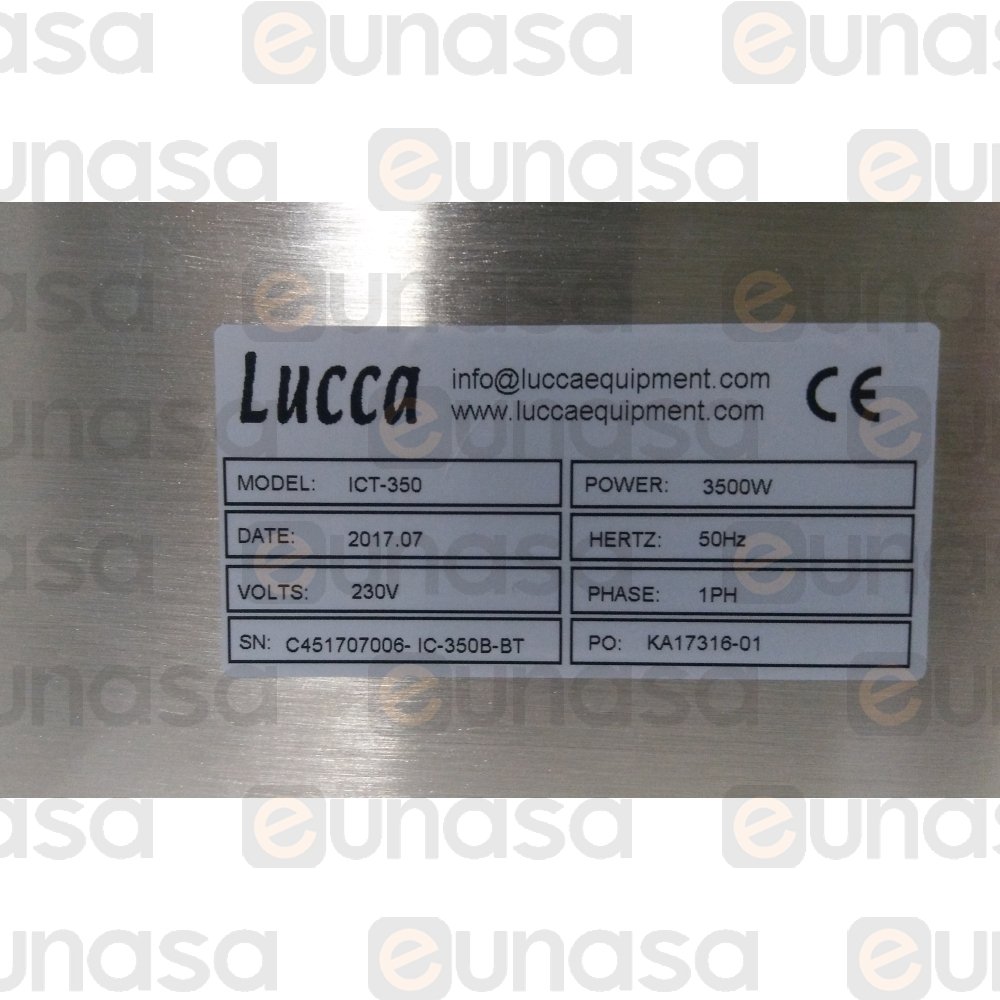 eunasa
Lucca
info@luccaequipment.com
www.luccaequipment.com
CE
MODEL: ICT-350
POWER: 3500W
DATE: 2017.07
HERTZ: 50Hz
VOLTS: 230V
PHASE: 1PH
SN: C451707006- IC-350B-BT
PO: KA17316-01